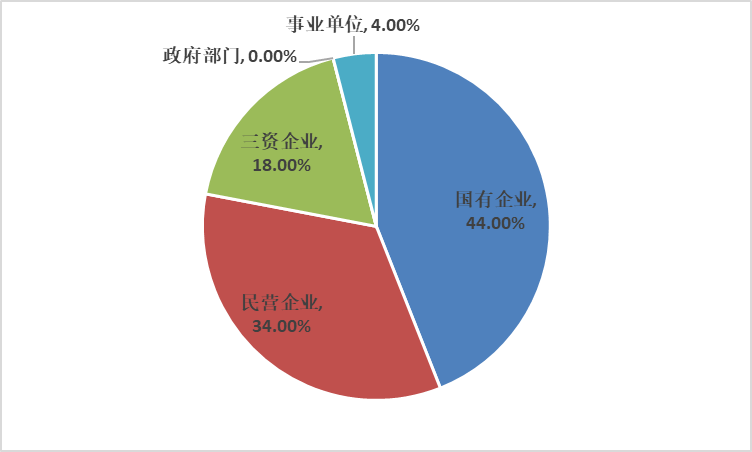 事业单位, 4.00%
政府部门, 0.00%
三资企业,
18.00%
国有企业,
44.00%
民营企业,
34.00%